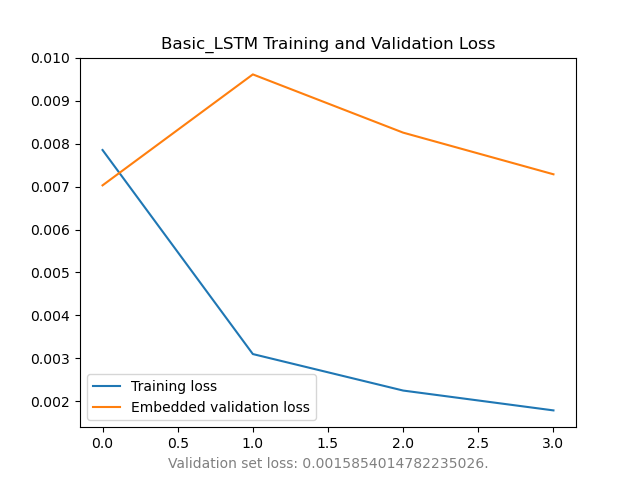 Basic_LSTM Training and Validation Loss
0.010
0.009
0.008
0.007
0.006
0.005
0.004
0.003
0.002
Training loss
Embedded validation loss
0.0 0.5 1.0 1.5 2.0 2.5 3.0
Validation set loss: 0.0015854014782235026.